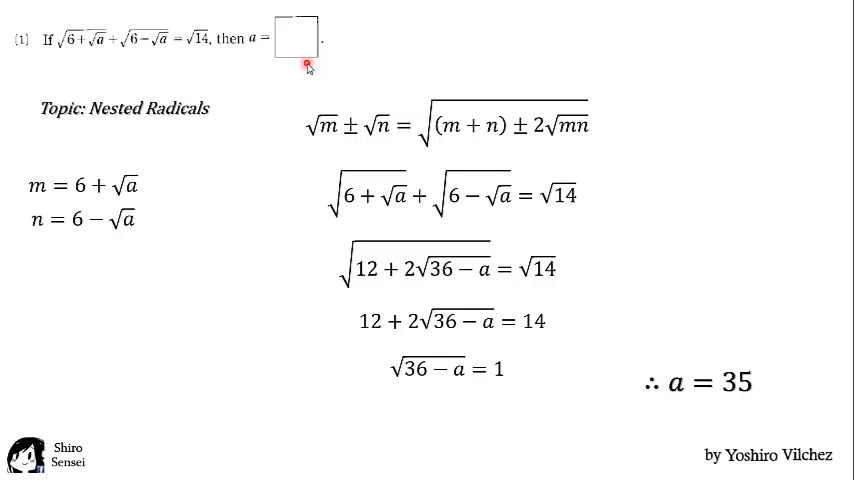 (1) If √(6+√a) + √(6−√a) = √14, then a = .
Topic: Nested Radicals
√m ± √n = √((m + n) ± 2√(mn))
m = 6 + √a
n = 6 − √a
√(6 + √a) + √(6 − √a) = √14
√(12 + 2√(36 − a)) = √14
12 + 2√(36 − a) = 14
√(36 − a) = 1
∴ a = 35
Shiro
Sensei
by Yoshiro Vilchez